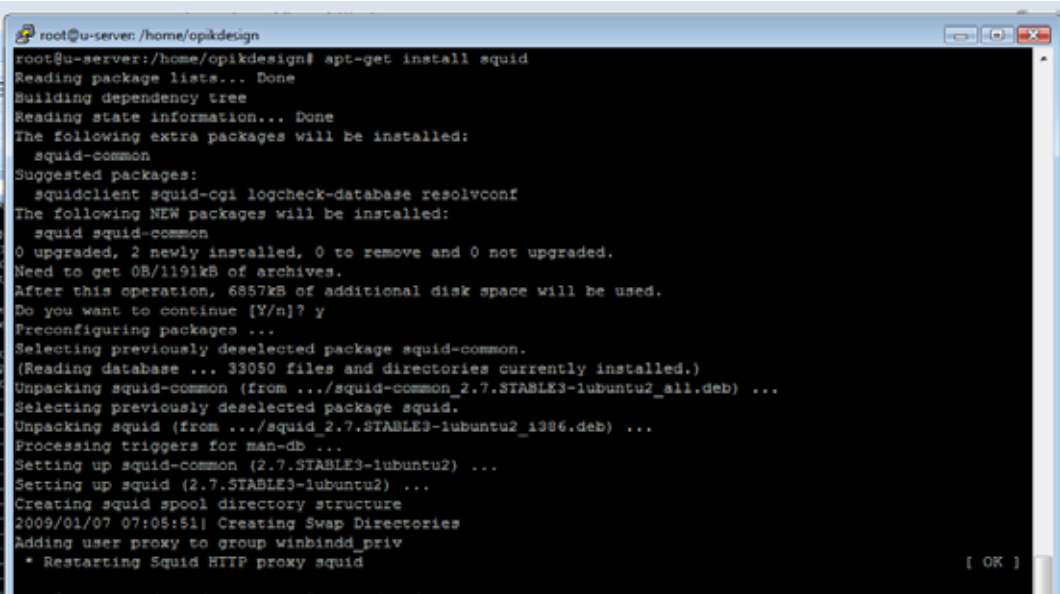 root@u-server: /home/opikdesign
root@u-server:/home/opikdesign# apt-get install squid
Reading package lists... Done
Building dependency tree
Reading state information... Done
The following extra packages will be installed:
  squid-common
Suggested packages:
  squidclient squid-cgi logcheck-database resolvconf
The following NEW packages will be installed:
  squid squid-common
0 upgraded, 2 newly installed, 0 to remove and 0 not upgraded.
Need to get 0B/1191kB of archives.
After this operation, 6857kB of additional disk space will be used.
Do you want to continue [Y/n]? y
Preconfiguring packages ...
Selecting previously deselected package squid-common.
(Reading database ... 33050 files and directories currently installed.)
Unpacking squid-common (from .../squid-common_2.7.STABLE3-1ubuntu2_all.deb) ...
Selecting previously deselected package squid.
Unpacking squid (from .../squid_2.7.STABLE3-1ubuntu2_i386.deb) ...
Processing triggers for man-db ...
Setting up squid-common (2.7.STABLE3-1ubuntu2) ...
Setting up squid (2.7.STABLE3-1ubuntu2) ...
Creating squid spool directory structure
2009/01/07 07:05:51| Creating Swap Directories
Adding user proxy to group winbindd_priv
 * Restarting Squid HTTP proxy squid [ OK ]